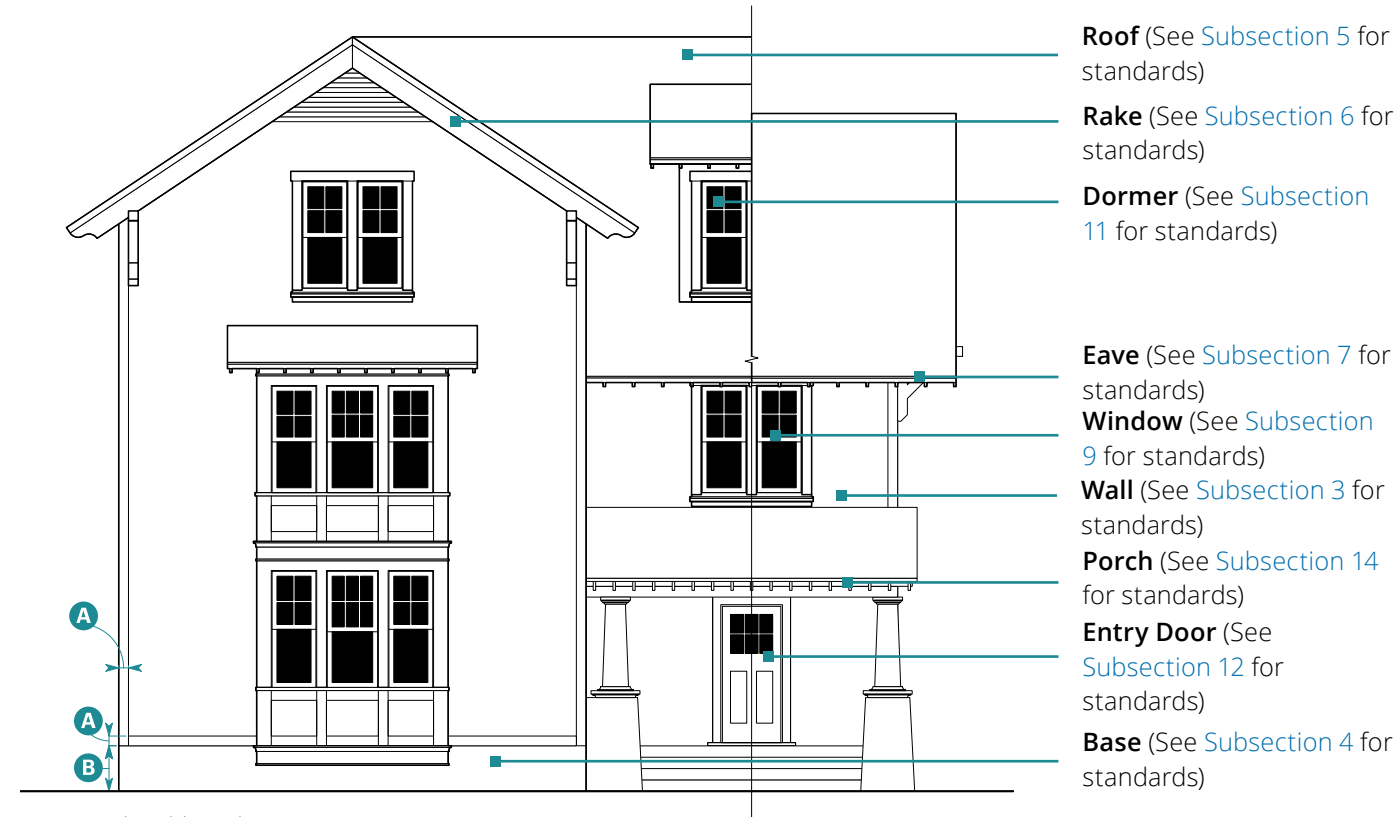 Roof (See Subsection 5 for
standards)
Rake (See Subsection 6 for
standards)
Dormer (See Subsection
11 for standards)
Eave (See Subsection 7 for
standards)
Window (See Subsection
9 for standards)
Wall (See Subsection 3 for
standards)
Porch (See Subsection 14
for standards)
Entry Door (See
Subsection 12 for
standards)
Base (See Subsection 4 for
standards)
A
A
B